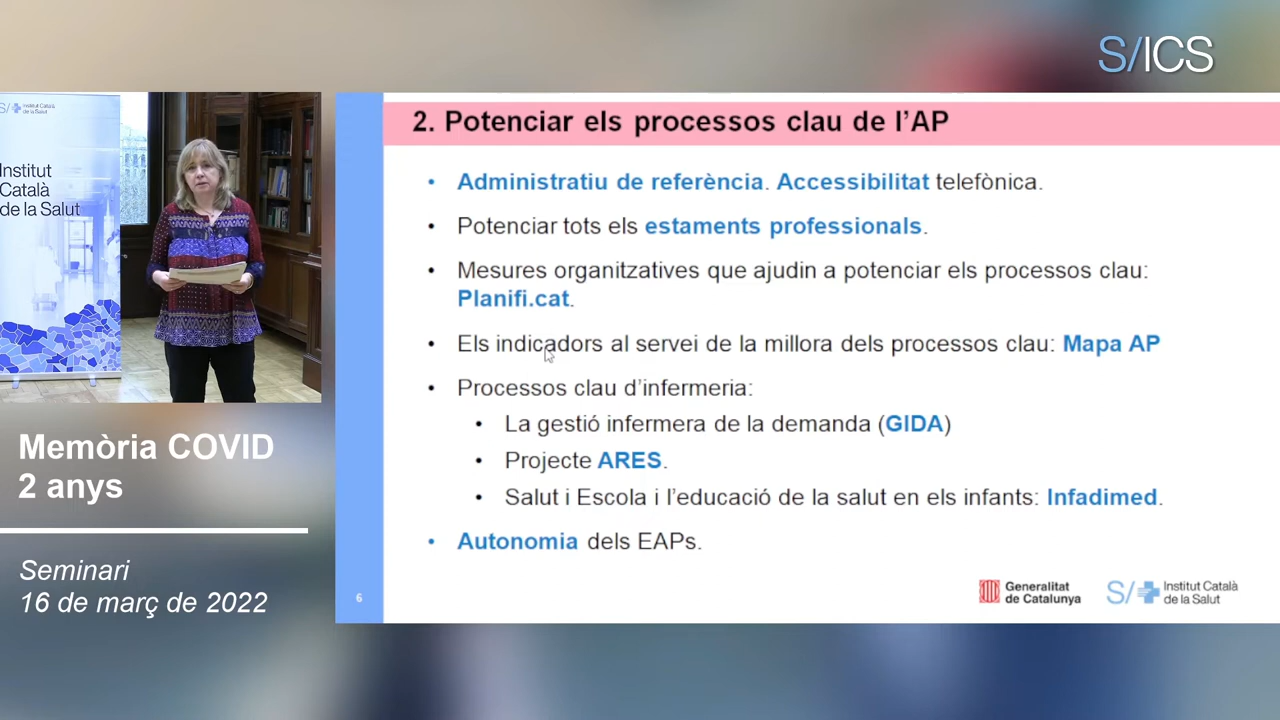 S/ICS
S/ Institut Català
de la Salut
Institut
Català
de la Salut
Memòria COVID
2 anys
Seminari
16 de març de 2022
2. Potenciar els processos clau de l'AP
• Administratiu de referència. Accessibilitat telefònica.
• Potenciar tots els estaments professionals.
• Mesures organitzatives que ajudin a potenciar els processos clau:
Planifi.cat.
• Els indicadors al servei de la millora dels processos clau: Mapa AP
• Processos clau d'infermeria:
• La gestió infermera de la demanda (GIDA)
• Projecte ARES.
• Salut i Escola i l'educació de la salut en els infants: Infadimed.
• Autonomia dels EAPs.
6
Generalitat
de Catalunya
S/ Institut Català
de la Salut